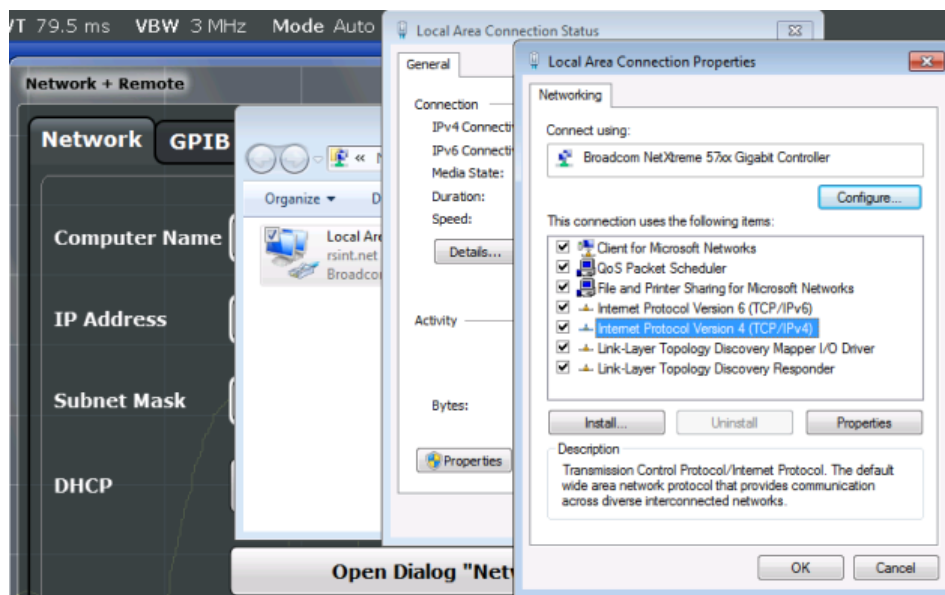 VT 79.5 ms VBW 3 MHz Mode Auto
Network + Remote
Network GPIB
Computer Name
IP Address
Subnet Mask
DHCP
Open Dialog "Netw
«
Organize
D
Local Are
rsint.net
Broadcor
Local Area Connection Status
General
Connection
IPv4 Connecti
IPv6 Connecti
Media State:
Duration:
Speed:
Details...
Activity
Bytes:
Properties
Local Area Connection Properties
Networking
Connect using:
Broadcom NetXtreme 57xx Gigabit Controller
Configure...
This connection uses the following items:
Client for Microsoft Networks
QoS Packet Scheduler
File and Printer Sharing for Microsoft Networks
Internet Protocol Version 6 (TCP/IPv6)
Internet Protocol Version 4 (TCP/IPv4)
Link-Layer Topology Discovery Mapper I/O Driver
Link-Layer Topology Discovery Responder
Install... Uninstall Properties
Description
Transmission Control Protocol/Internet Protocol. The default
wide area network protocol that provides communication
across diverse interconnected networks.
OK Cancel